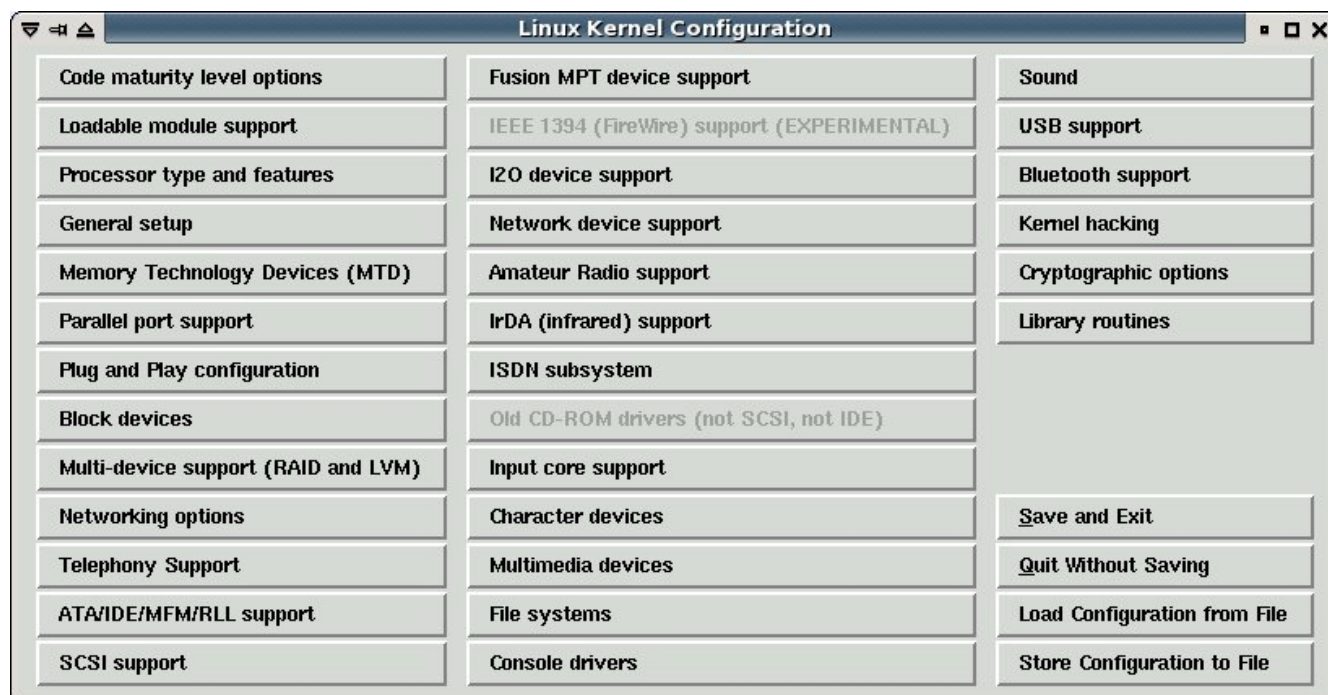 Linux Kernel Configuration
Code maturity level options
Loadable module support
Processor type and features
General setup
Memory Technology Devices (MTD)
Parallel port support
Plug and Play configuration
Block devices
Multi-device support (RAID and LVM)
Networking options
Telephony Support
ATA/IDE/MFM/RLL support
SCSI support
Fusion MPT device support
IEEE 1394 (FireWire) support (EXPERIMENTAL)
I2O device support
Network device support
Amateur Radio support
IrDA (infrared) support
ISDN subsystem
Old CD-ROM drivers (not SCSI, not IDE)
Input core support
Character devices
Multimedia devices
File systems
Console drivers
Sound
USB support
Bluetooth support
Kernel hacking
Cryptographic options
Library routines
Save and Exit
Quit Without Saving
Load Configuration from File
Store Configuration to File